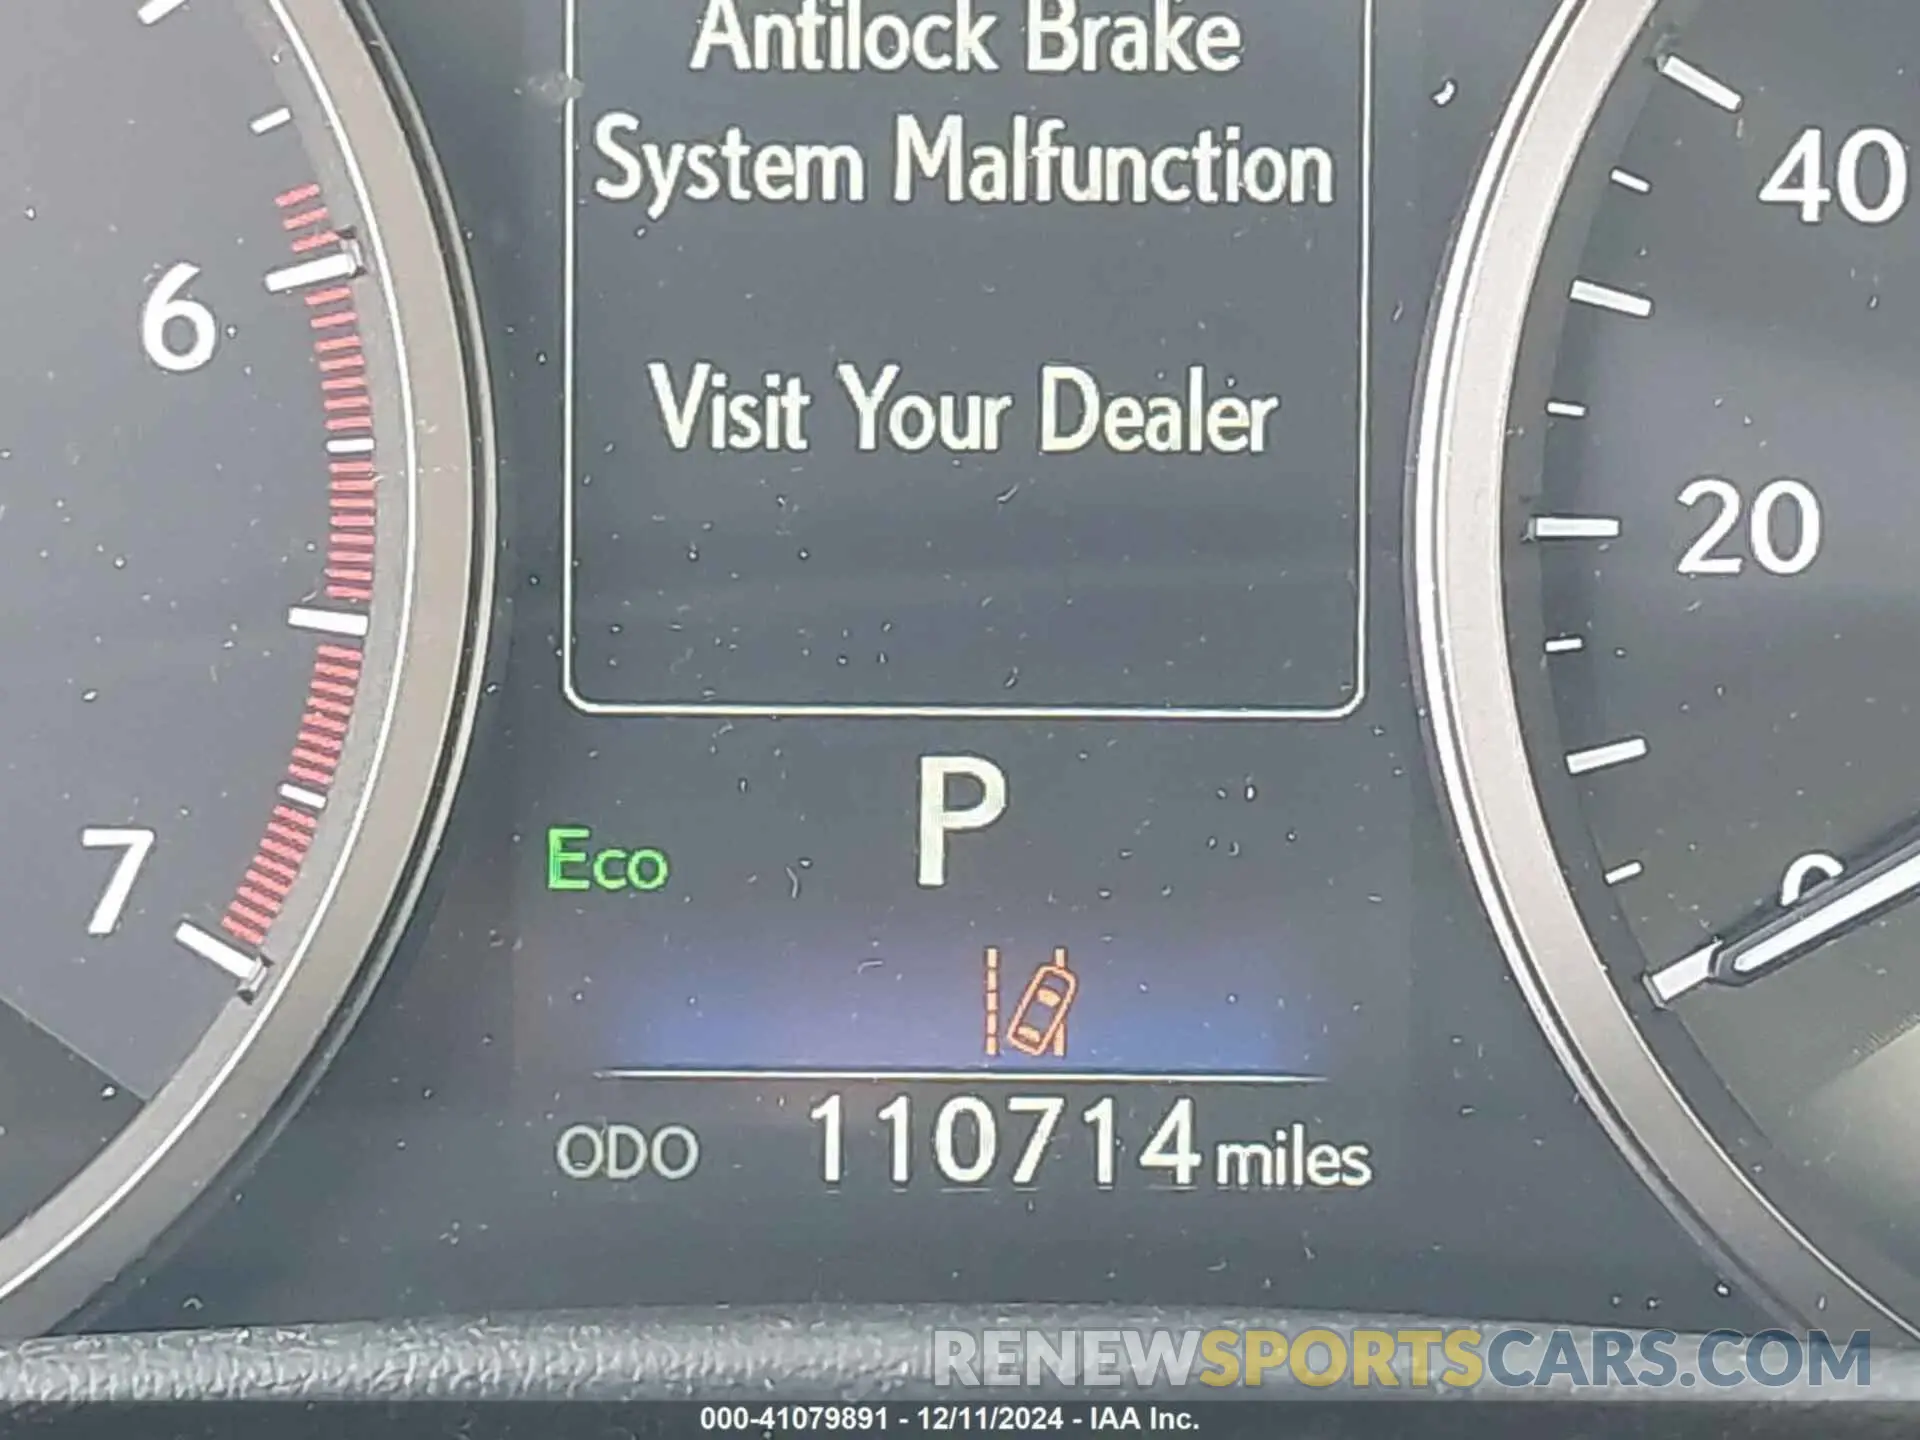 Antilock Brake
System Malfunction
Visit Your Dealer
6
7
40
20
0
P
Eco
ODO 110714 miles
RENEWSPORTSCARS.COM
000-41079891 - 12/11/2024 - IAA Inc.